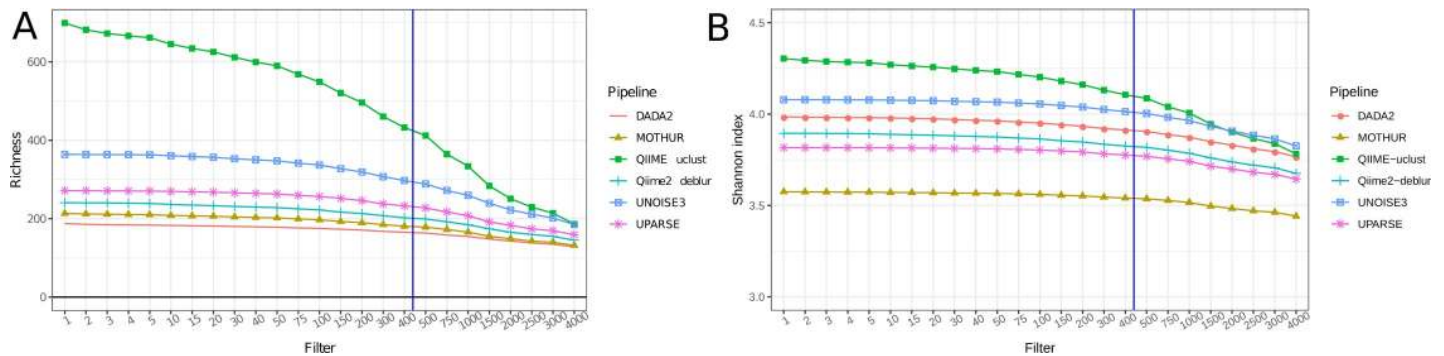 A
B
Richness
600
400
200
0
1 2 3 4 5 10 15 20 30 40 50 75 100 150 200 300 400 500 750 1000 1500 2000 2500 3000 4000
Filter
Pipeline
DADA2
MOTHUR
QIIME uclust
Qiime2 deblur
UNOISE3
UPARSE
Shannon index
4.5
4.0
3.5
3.0
1 2 3 4 5 10 15 20 30 40 50 75 100 150 200 300 400 500 750 1000 1500 2000 2500 3000 4000
Filter
Pipeline
DADA2
MOTHUR
QIIME-uclust
Qiime2-deblur
UNOISE3
UPARSE